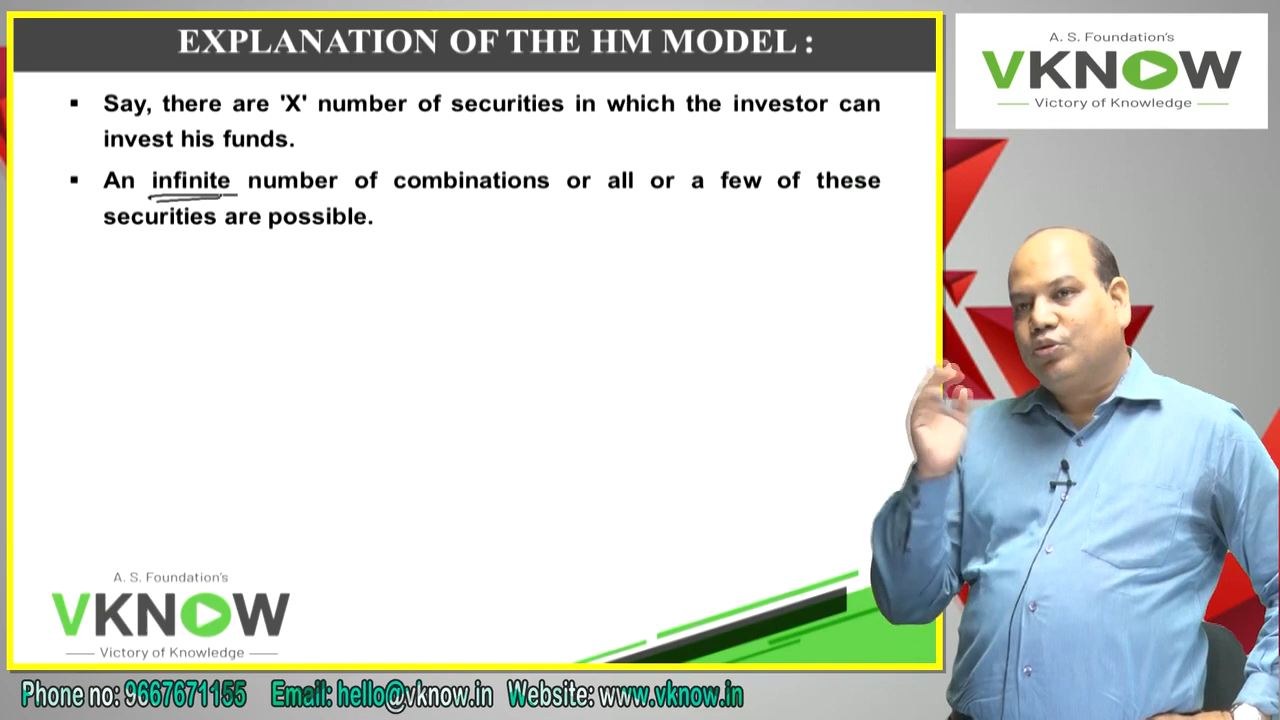 EXPLANATION OF THE HM MODEL :
A. S. Foundation's
VKNOW
Victory of Knowledge
▪ Say, there are 'X' number of securities in which the investor can
invest his funds.
▪ An infinite number of combinations or all or a few of these
securities are possible.
A. S. Foundation's
VKNOW
Victory of Knowledge
Phone no: 9667671155 Email: hello@vknow.in Website: www.vknow.in